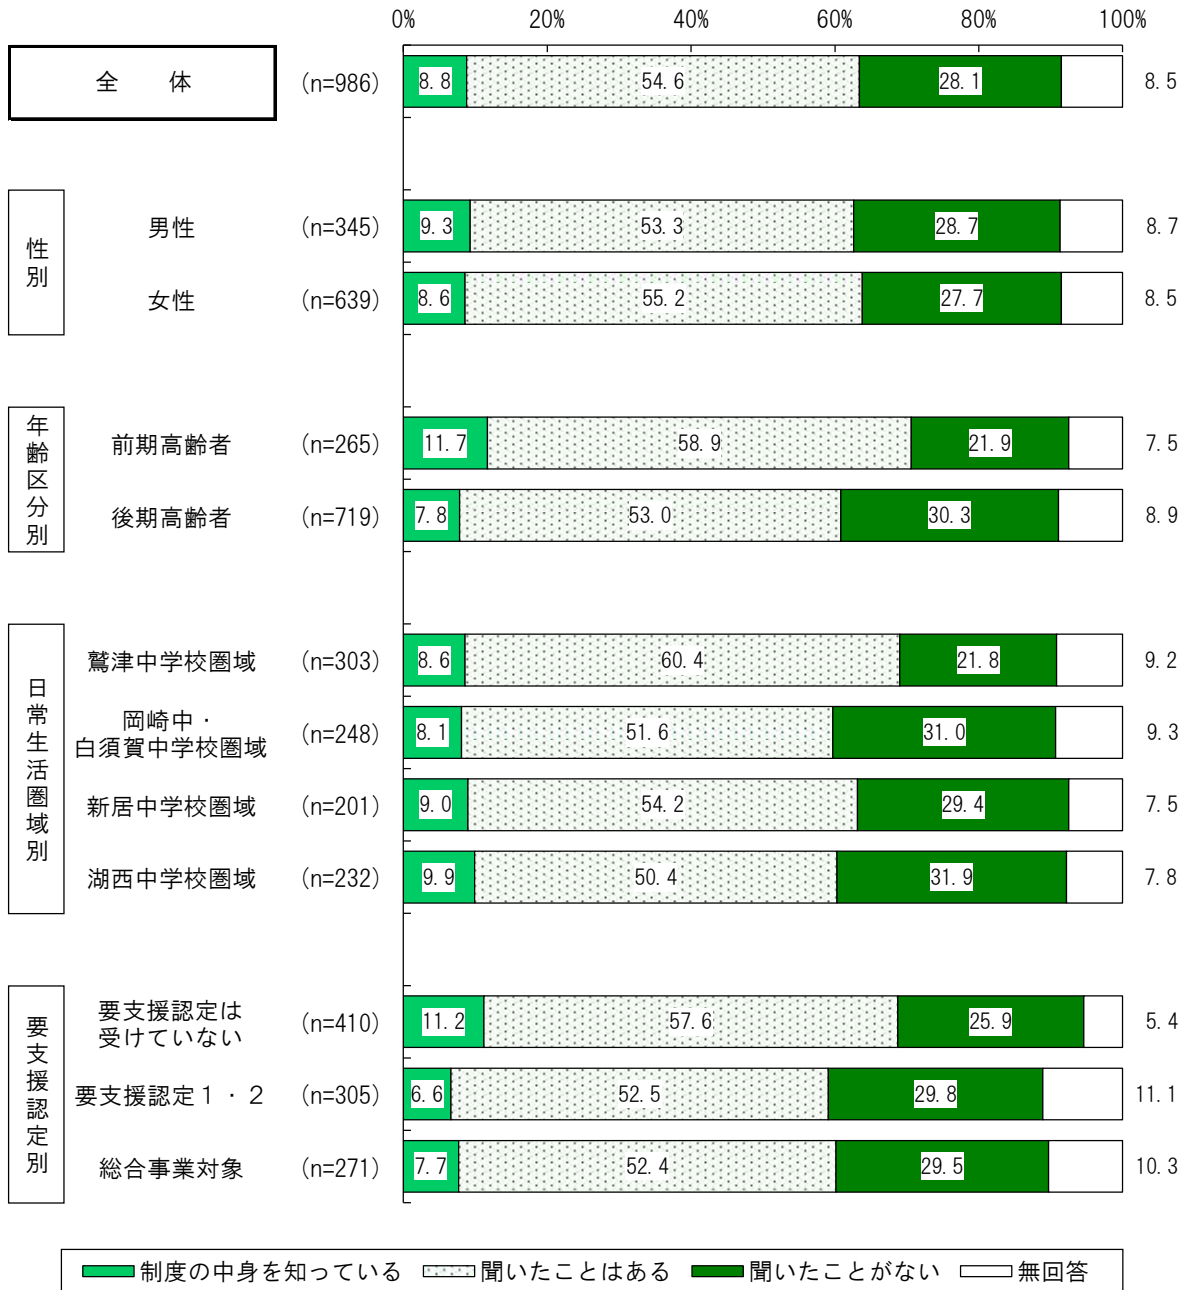 0% 20% 40% 60% 80% 100%
全 体 (n=986) 8.8 54.6 28.1 8.5
性別
男性 (n=345) 9.3 53.3 28.7 8.7
女性 (n=639) 8.6 55.2 27.7 8.5
年齢区分別
前期高齢者 (n=265) 11.7 58.9 21.9 7.5
後期高齢者 (n=719) 7.8 53.0 30.3 8.9
日常生活圏域別
鷲津中学校圏域 (n=303) 8.6 60.4 21.8 9.2
岡崎中・
白須賀中学校圏域 (n=248) 8.1 51.6 31.0 9.3
新居中学校圏域 (n=201) 9.0 54.2 29.4 7.5
湖西中学校圏域 (n=232) 9.9 50.4 31.9 7.8
要支援認定別
要支援認定は
受けていない (n=410) 11.2 57.6 25.9 5.4
要支援認定1・2 (n=305) 6.6 52.5 29.8 11.1
総合事業対象 (n=271) 7.7 52.4 29.5 10.3
制度の中身を知っている 聞いたことはある 聞いたことがない 無回答